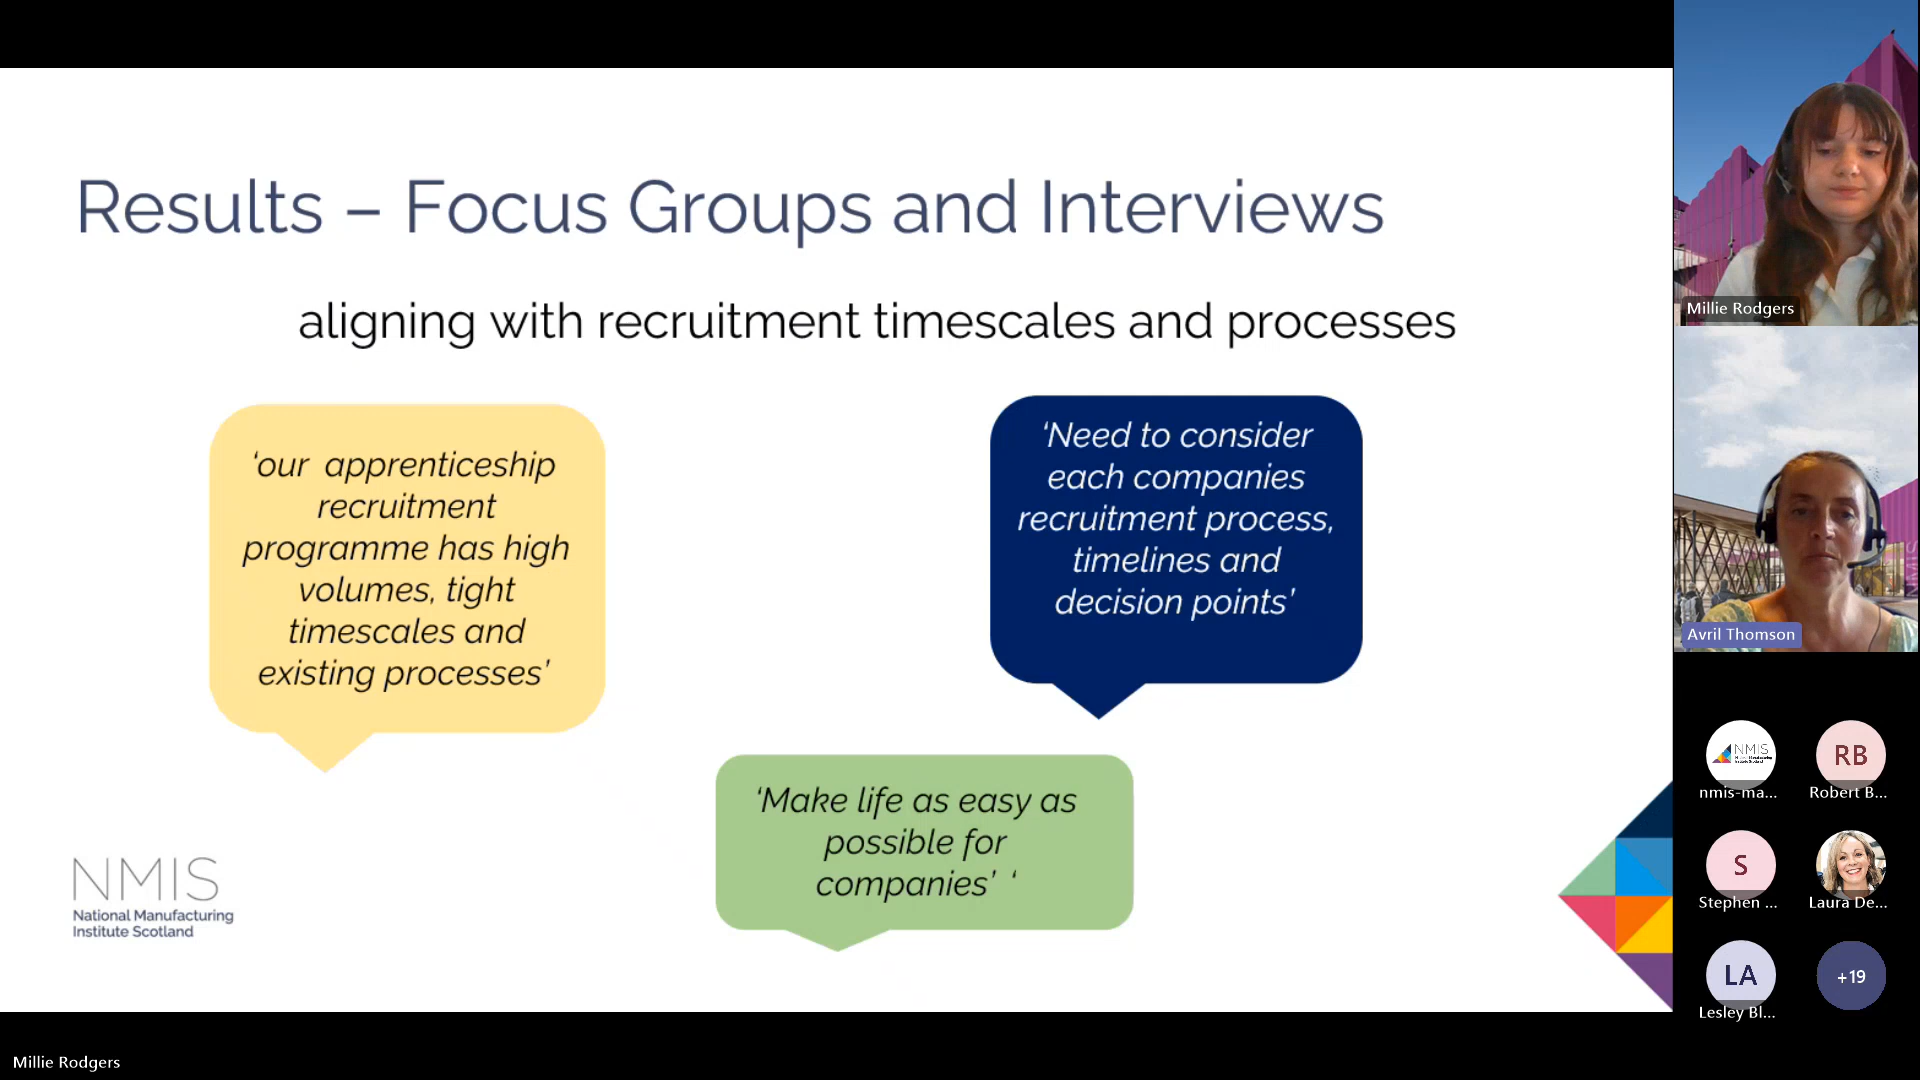 Results – Focus Groups and Interviews
aligning with recruitment timescales and processes
‘our apprenticeship
recruitment
programme has high
volumes, tight
timescales and
existing processes’
‘Need to consider
each companies
recruitment process,
timelines and
decision points’
‘Make life as easy as
possible for
companies’ ‘
NMIS
National Manufacturing
Institute Scotland
Millie Rodgers
Avril Thomson
NMIS
nmis-ma...
RB
Robert B...
S
Stephen ...
Laura De...
LA
Lesley Bl...
+19
Millie Rodgers